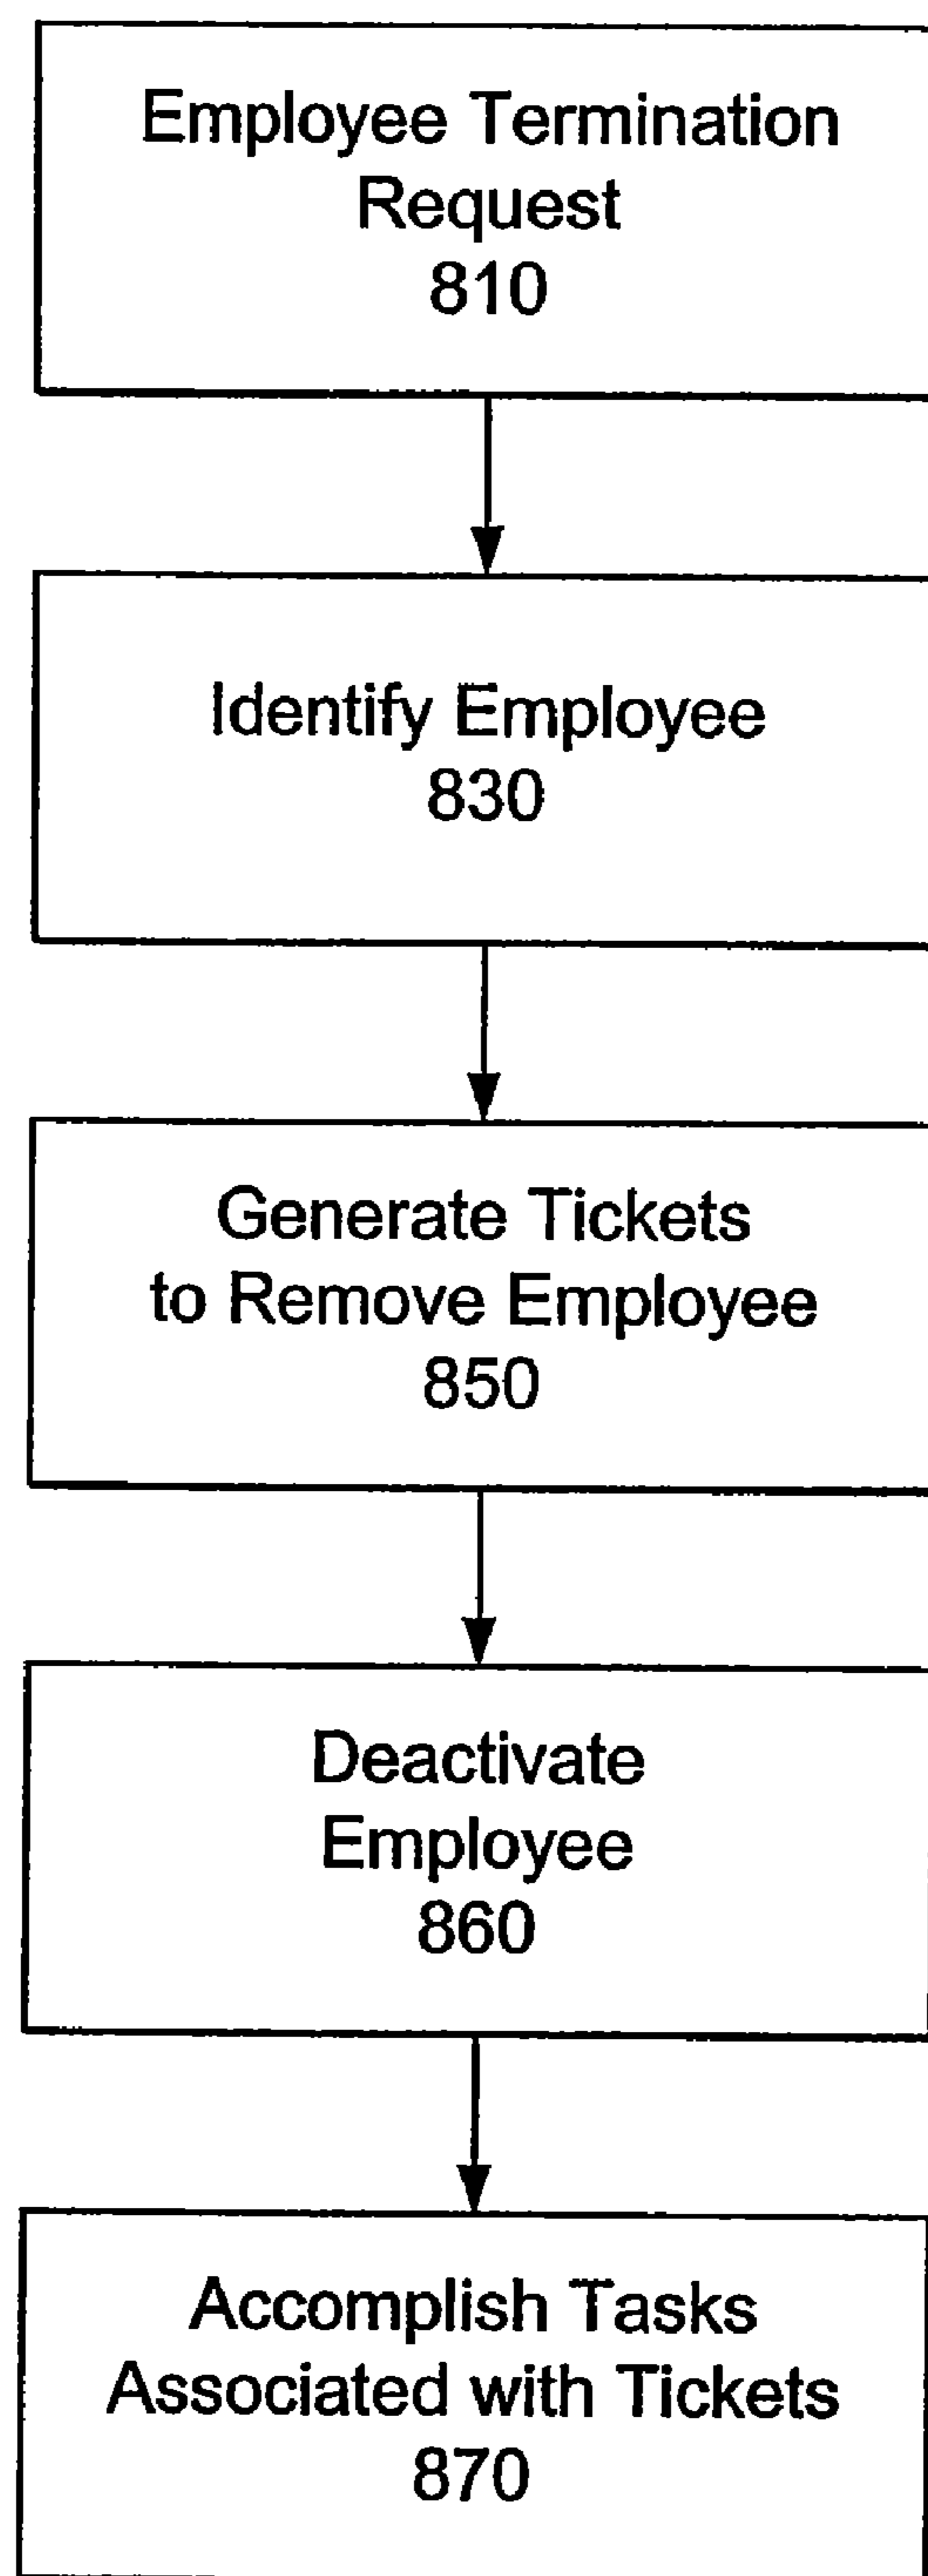 Employee Termination
Request
810
Identify Employee
830
Generate Tickets
to Remove Employee
850
Deactivate
Employee
860
Accomplish Tasks
Associated with Tickets
870